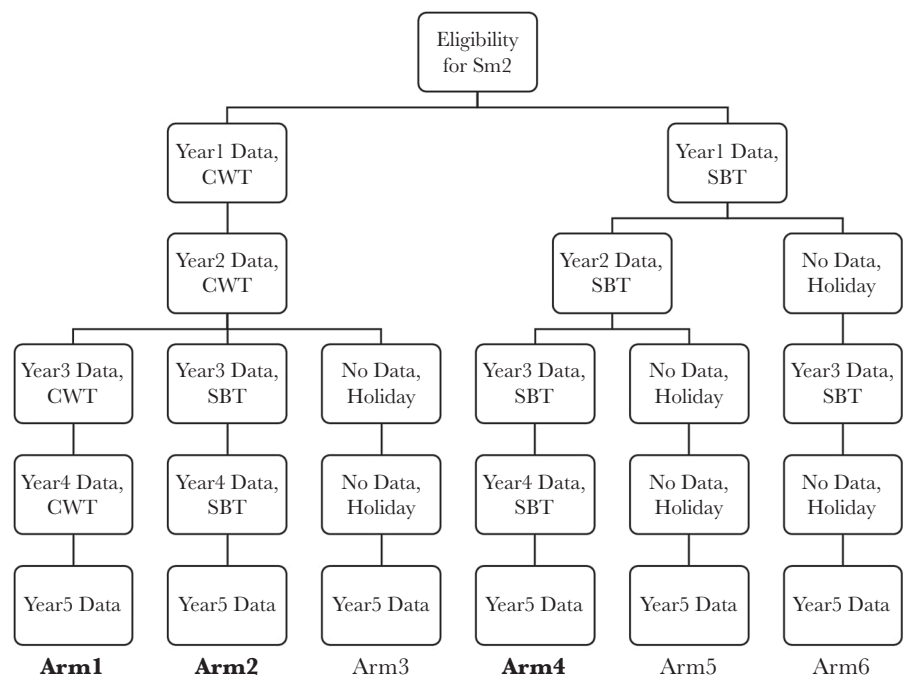 Eligibility
for Sm2
Year1 Data,
CWT
Year1 Data,
SBT
Year2 Data,
CWT
Year2 Data,
SBT
No Data,
Holiday
Year3 Data,
CWT
Year3 Data,
SBT
No Data,
Holiday
Year3 Data,
SBT
No Data,
Holiday
Year3 Data,
SBT
Year4 Data,
CWT
Year4 Data,
SBT
No Data,
Holiday
Year4 Data,
SBT
No Data,
Holiday
No Data,
Holiday
Year5 Data
Year5 Data
Year5 Data
Year5 Data
Year5 Data
Year5 Data
Arm1
Arm2
Arm3
Arm4
Arm5
Arm6